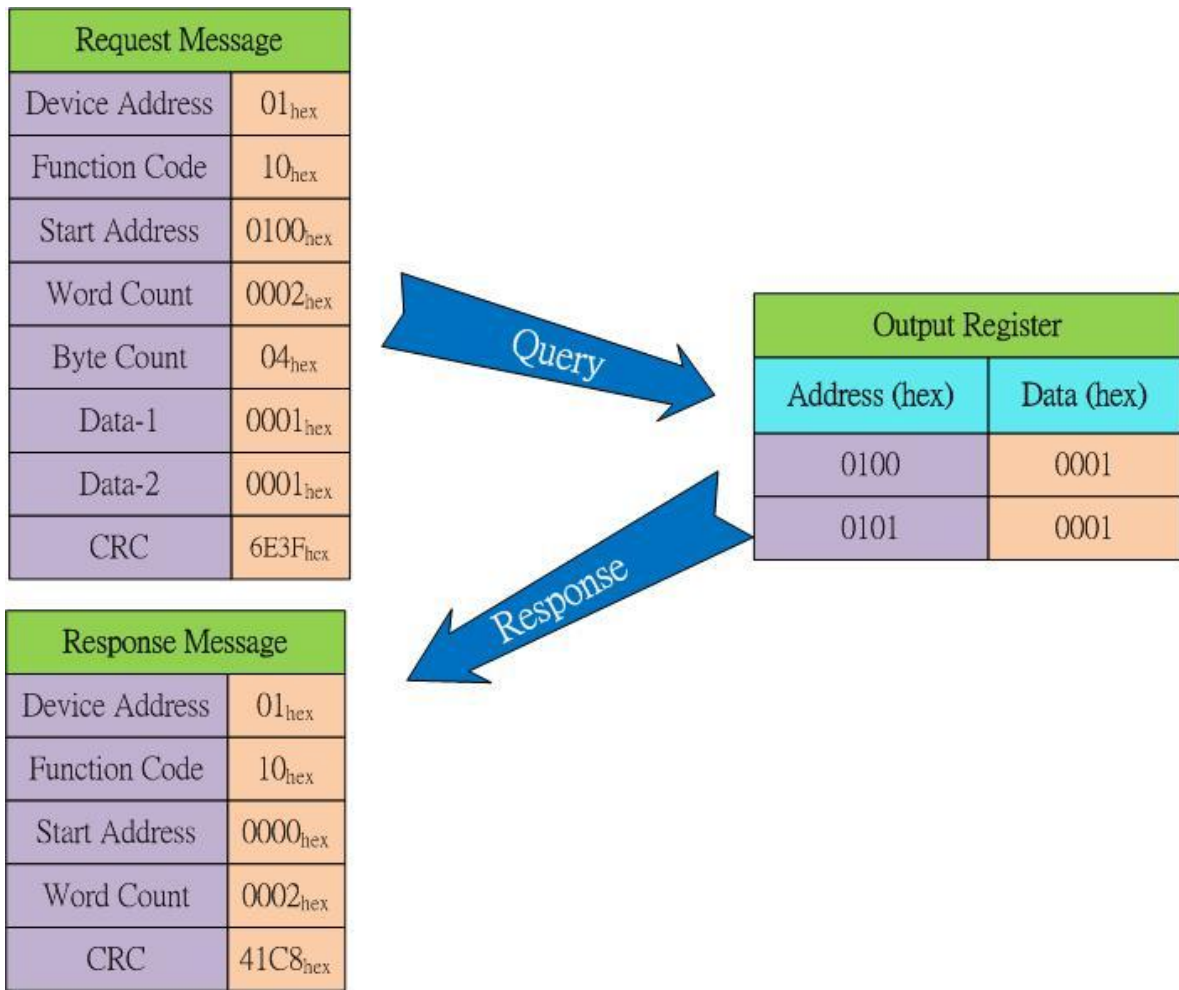 Request Message
Device Address 01hex
Function Code 10hex
Start Address 0100hex
Word Count 0002hex
Byte Count 04hex
Data-1 0001hex
Data-2 0001hex
CRC 6E3Fhex
Query
Output Register
Address (hex) Data (hex)
0100 0001
0101 0001
Response
Response Message
Device Address 01hex
Function Code 10hex
Start Address 0000hex
Word Count 0002hex
CRC 41C8hex